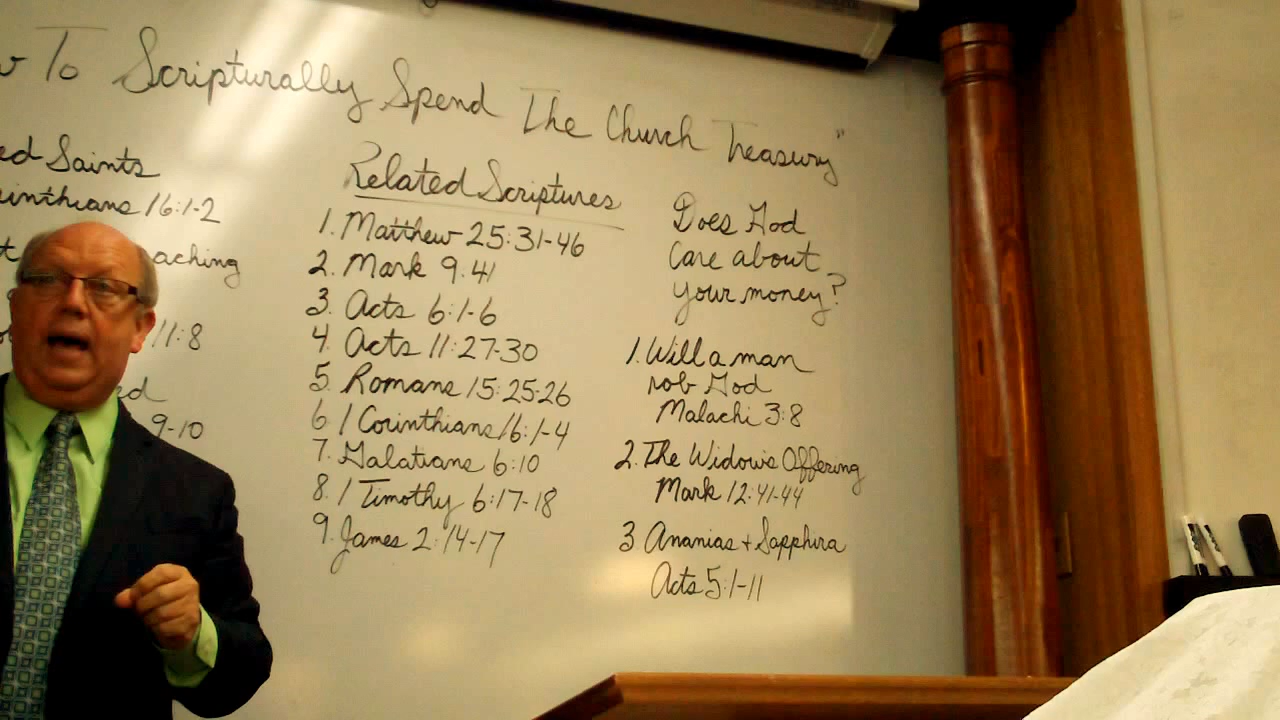 To Scripturally Spend The Church Treasury"
ed Saints
inthians 16:1-2
aching
11:8
9-10
Related Scriptures
1. Matthew 25:31-46
2. Mark 9.41
3. Acts 6:1-6
4. Acts 11:27-30
5. Romans 15:25-26
6 1 Corinthians 16:1-4
7. Galatians 6:10
8. 1 Timothy 6:17-18
9. James 2:14-17
Does God
Care about
your money?
1. Will a man
rob God
Malachi 3:8
2. The Widows Offering
Mark 12:41-44
3 Ananias + Sapphira
Acts 5:1-11